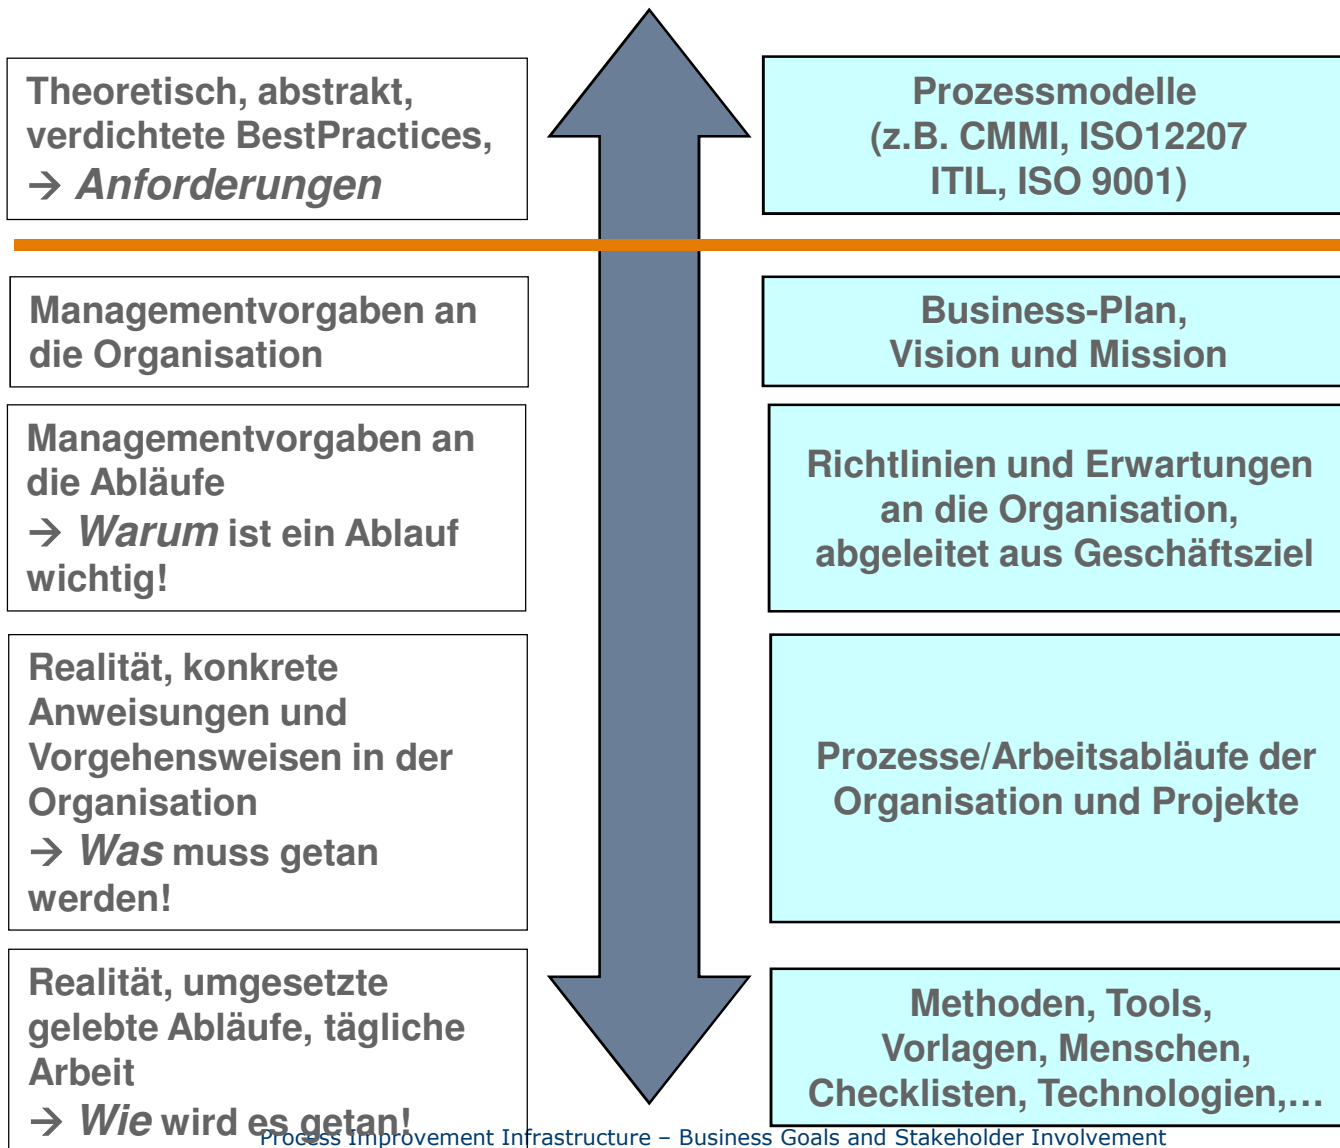 Theoretisch, abstrakt,
verdichtete BestPractices,
→ Anforderungen
Prozessmodelle
(z.B. CMMI, ISO12207
ITIL, ISO 9001)
Managementvorgaben an
die Organisation
Business-Plan,
Vision und Mission
Managementvorgaben an
die Abläufe
→ Warum ist ein Ablauf
wichtig!
Richtlinien und Erwartungen
an die Organisation,
abgeleitet aus Geschäftsziel
Realität, konkrete
Anweisungen und
Vorgehensweisen in der
Organisation
→ Was muss getan
werden!
Prozesse/Arbeitsabläufe der
Organisation und Projekte
Realität, umgesetzte
gelebte Abläufe, tägliche
Arbeit
→ Wie wird es getan!
Methoden, Tools,
Vorlagen, Menschen,
Checklisten, Technologien,…
Process Improvement Infrastructure – Business Goals and Stakeholder Involvement